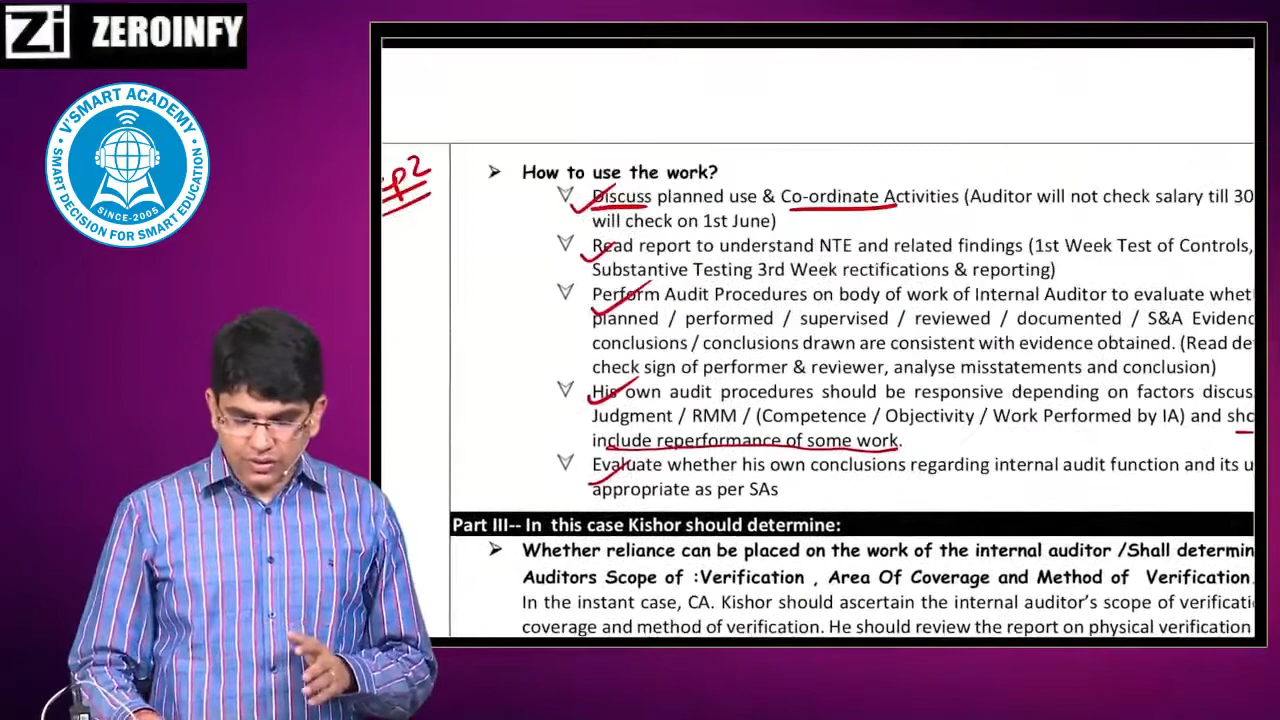 Zi ZEROINFY
V'SMART ACADEMY
SINCE-2005
SMART DECISION FOR SMART EDUCATION
p2
How to use the work?
Discuss planned use & Co-ordinate Activities (Auditor will not check salary till 30
will check on 1st June)
Read report to understand NTE and related findings (1st Week Test of Controls,
Substantive Testing 3rd Week rectifications & reporting)
Perform Audit Procedures on body of work of Internal Auditor to evaluate whet
planned / performed / supervised / reviewed / documented / S&A Evidenc
conclusions / conclusions drawn are consistent with evidence obtained. (Read de
check sign of performer & reviewer, analyse misstatements and conclusion)
His own audit procedures should be responsive depending on factors discus
Judgment / RMM / (Competence / Objectivity / Work Performed by IA) and sho
include reperformance of some work.
Evaluate whether his own conclusions regarding internal audit function and its u
appropriate as per SAs
Part III-- In this case Kishor should determine:
Whether reliance can be placed on the work of the internal auditor /Shall determin
Auditors Scope of :Verification , Area Of Coverage and Method of Verification.
In the instant case, CA. Kishor should ascertain the internal auditor's scope of verificati
coverage and method of verification. He should review the report on physical verification